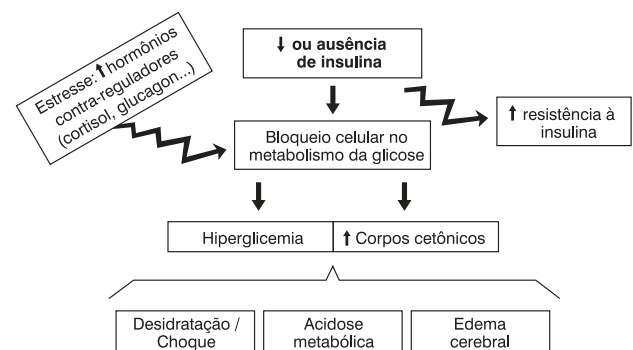 ↓ ou ausência
de insulina
Estresse: ↑ hormônios
contra-reguladores
(cortisol, glucagon...)
↑ resistência à
insulina
Bloqueio celular no
metabolismo da glicose
Hiperglicemia
↑ Corpos cetônicos
Desidratação /
Choque
Acidose
metabólica
Edema
cerebral